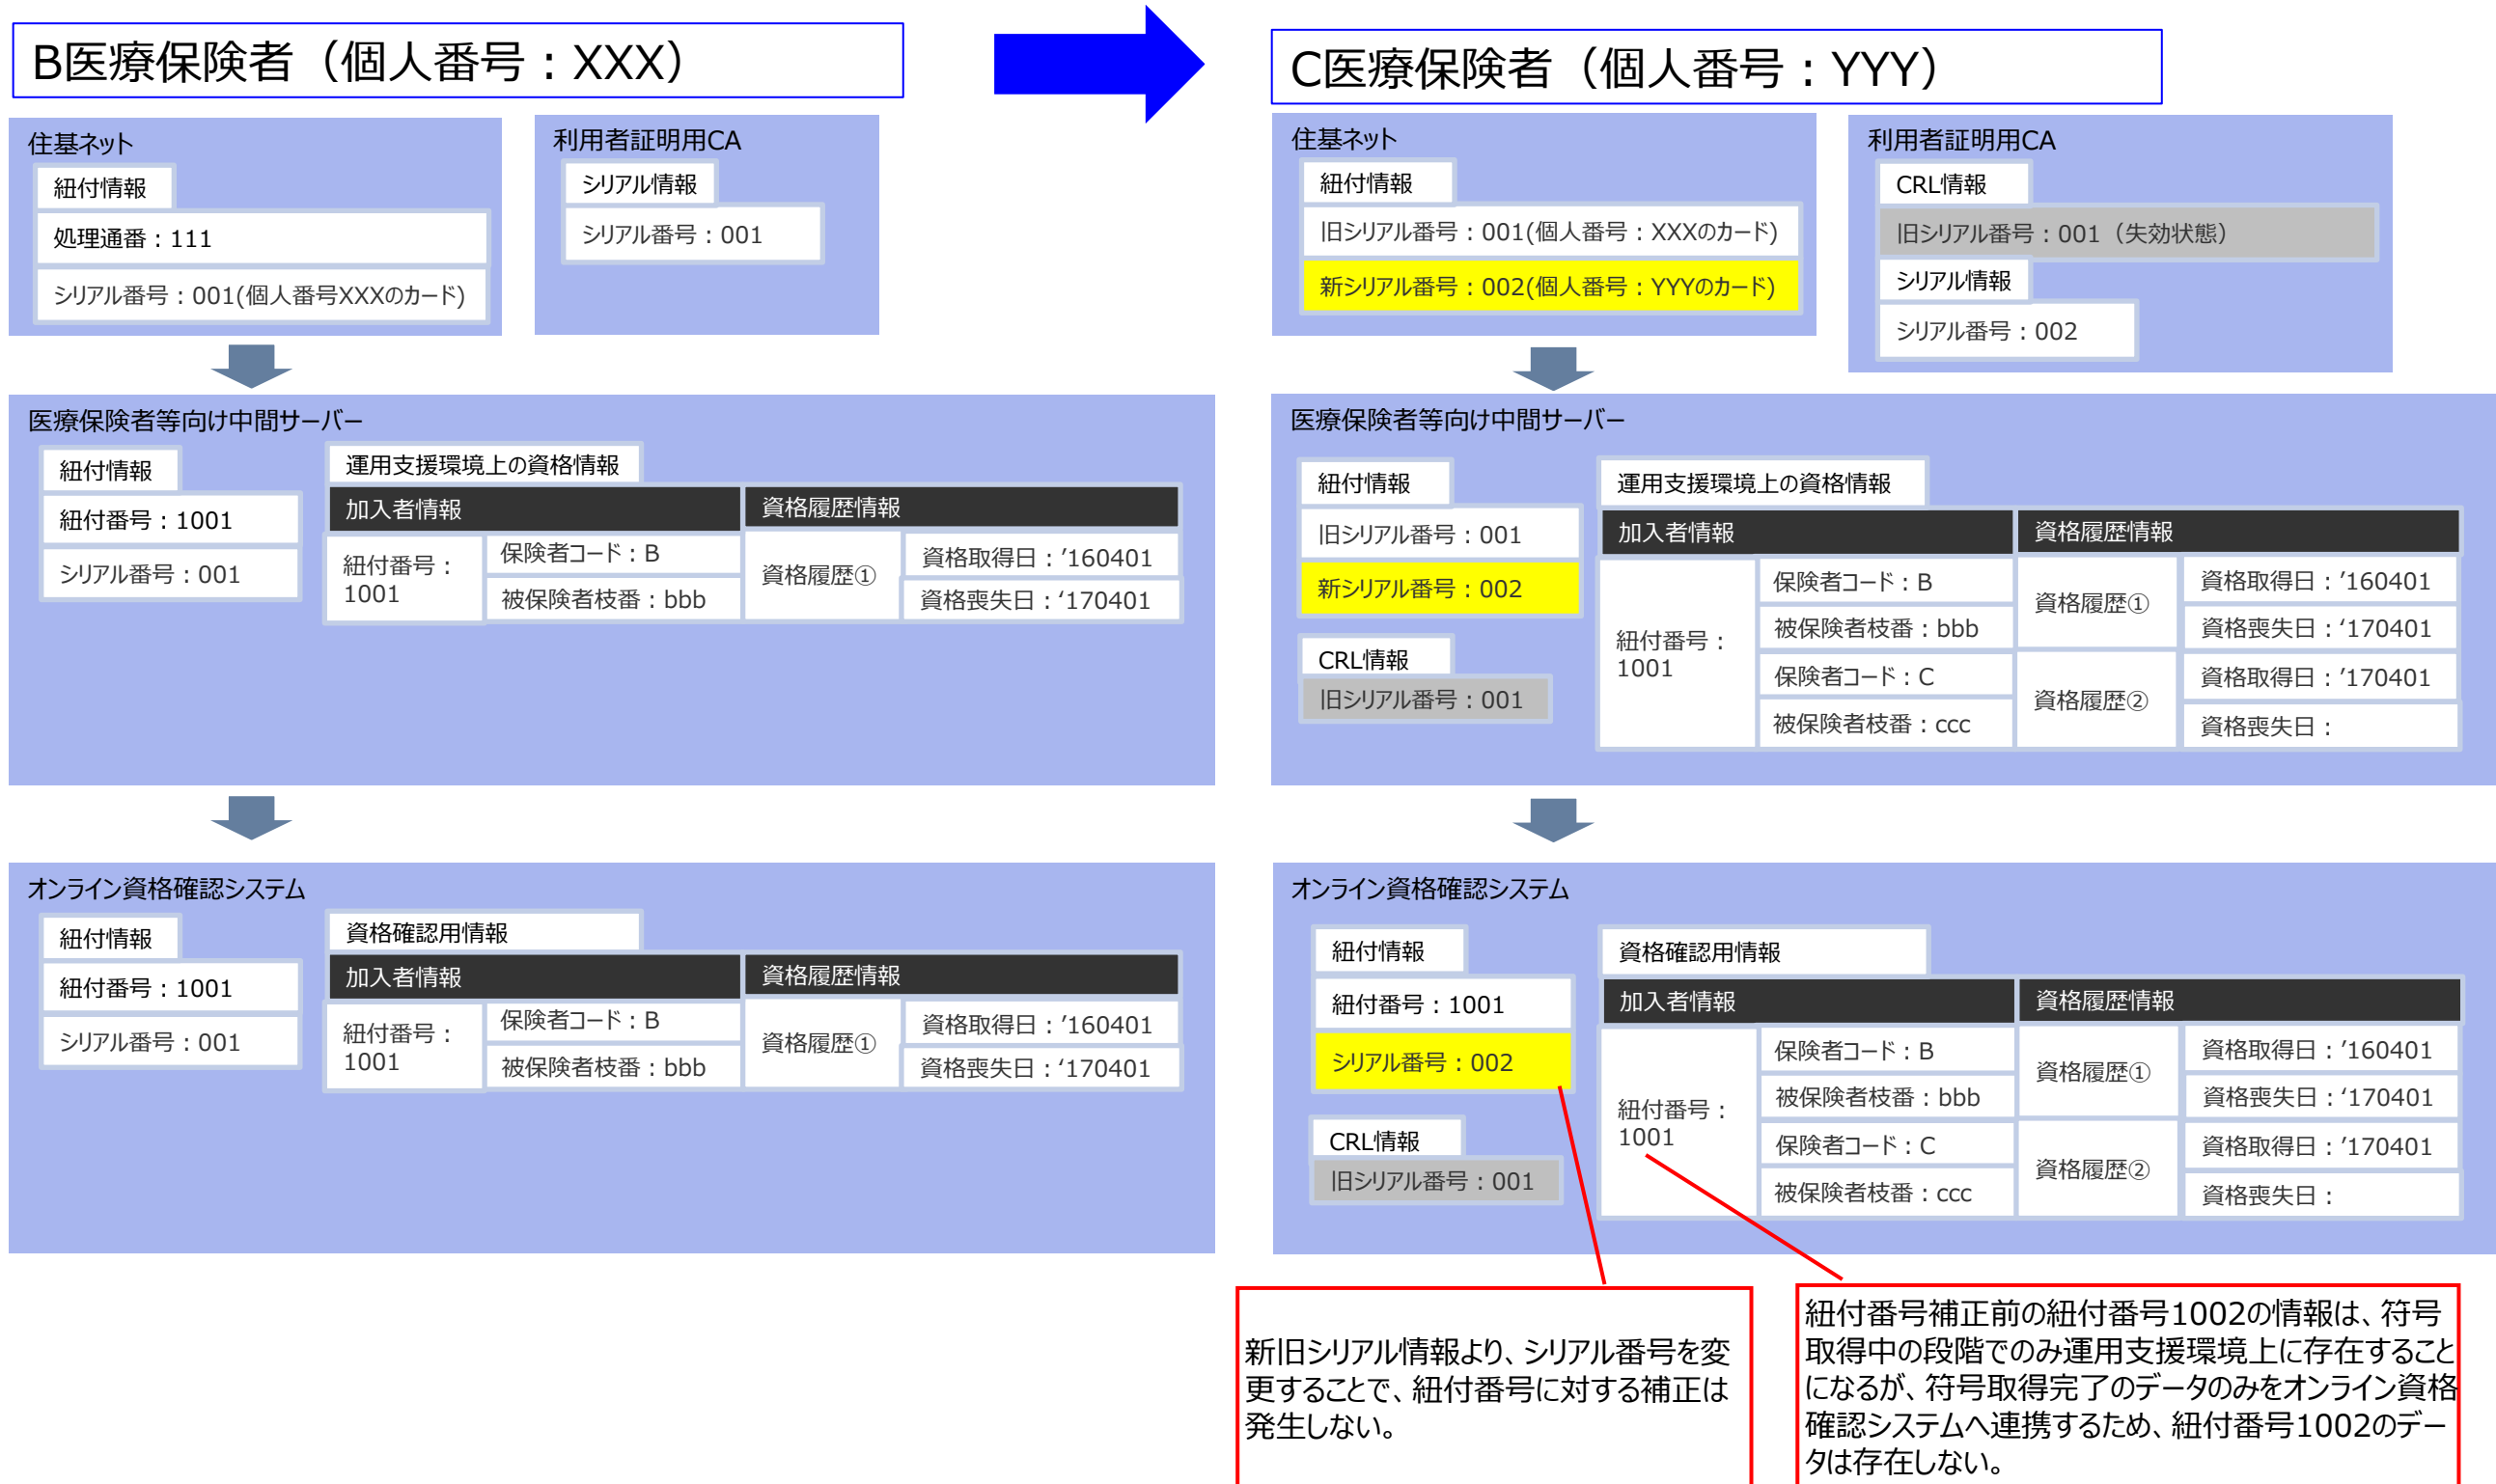 B医療保険者（個人番号：XXX）
住基ネット
紐付情報
処理通番：111
シリアル番号：001(個人番号XXXのカード)
利用者証明用CA
シリアル情報
シリアル番号：001
医療保険者等向け中間サーバー
紐付情報
紐付番号：1001
シリアル番号：001
運用支援環境上の資格情報
加入者情報
資格履歴情報
紐付番号：
1001
保険者コード：B
被保険者枝番：bbb
資格履歴①
資格取得日：’160401
資格喪失日：‘170401
オンライン資格確認システム
紐付情報
紐付番号：1001
シリアル番号：001
資格確認用情報
加入者情報
資格履歴情報
紐付番号：
1001
保険者コード：B
被保険者枝番：bbb
資格履歴①
資格取得日：’160401
資格喪失日：‘170401
C医療保険者（個人番号：YYY）
住基ネット
紐付情報
旧シリアル番号：001(個人番号：XXXのカード)
新シリアル番号：002(個人番号：YYYのカード)
利用者証明用CA
CRL情報
旧シリアル番号：001（失効状態）
シリアル情報
シリアル番号：002
医療保険者等向け中間サーバー
紐付情報
旧シリアル番号：001
新シリアル番号：002
CRL情報
旧シリアル番号：001
運用支援環境上の資格情報
加入者情報
資格履歴情報
紐付番号：
1001
保険者コード：B
被保険者枝番：bbb
保険者コード：C
被保険者枝番：ccc
資格履歴①
資格取得日：’160401
資格喪失日：‘170401
資格履歴②
資格取得日：’170401
資格喪失日：
オンライン資格確認システム
紐付情報
紐付番号：1001
シリアル番号：002
CRL情報
旧シリアル番号：001
資格確認用情報
加入者情報
資格履歴情報
紐付番号：
1001
保険者コード：B
被保険者枝番：bbb
保険者コード：C
被保険者枝番：ccc
資格履歴①
資格取得日：’160401
資格喪失日：‘170401
資格履歴②
資格取得日：’170401
資格喪失日：
新旧シリアル情報より、シリアル番号を変
更することで、紐付番号に対する補正は
発生しない。
紐付番号補正前の紐付番号1002の情報は、符号
取得中の段階でのみ運用支援環境上に存在すること
になるが、符号取得完了のデータのみをオンライン資格
確認システムへ連携するため、紐付番号1002のデー
タは存在しない。